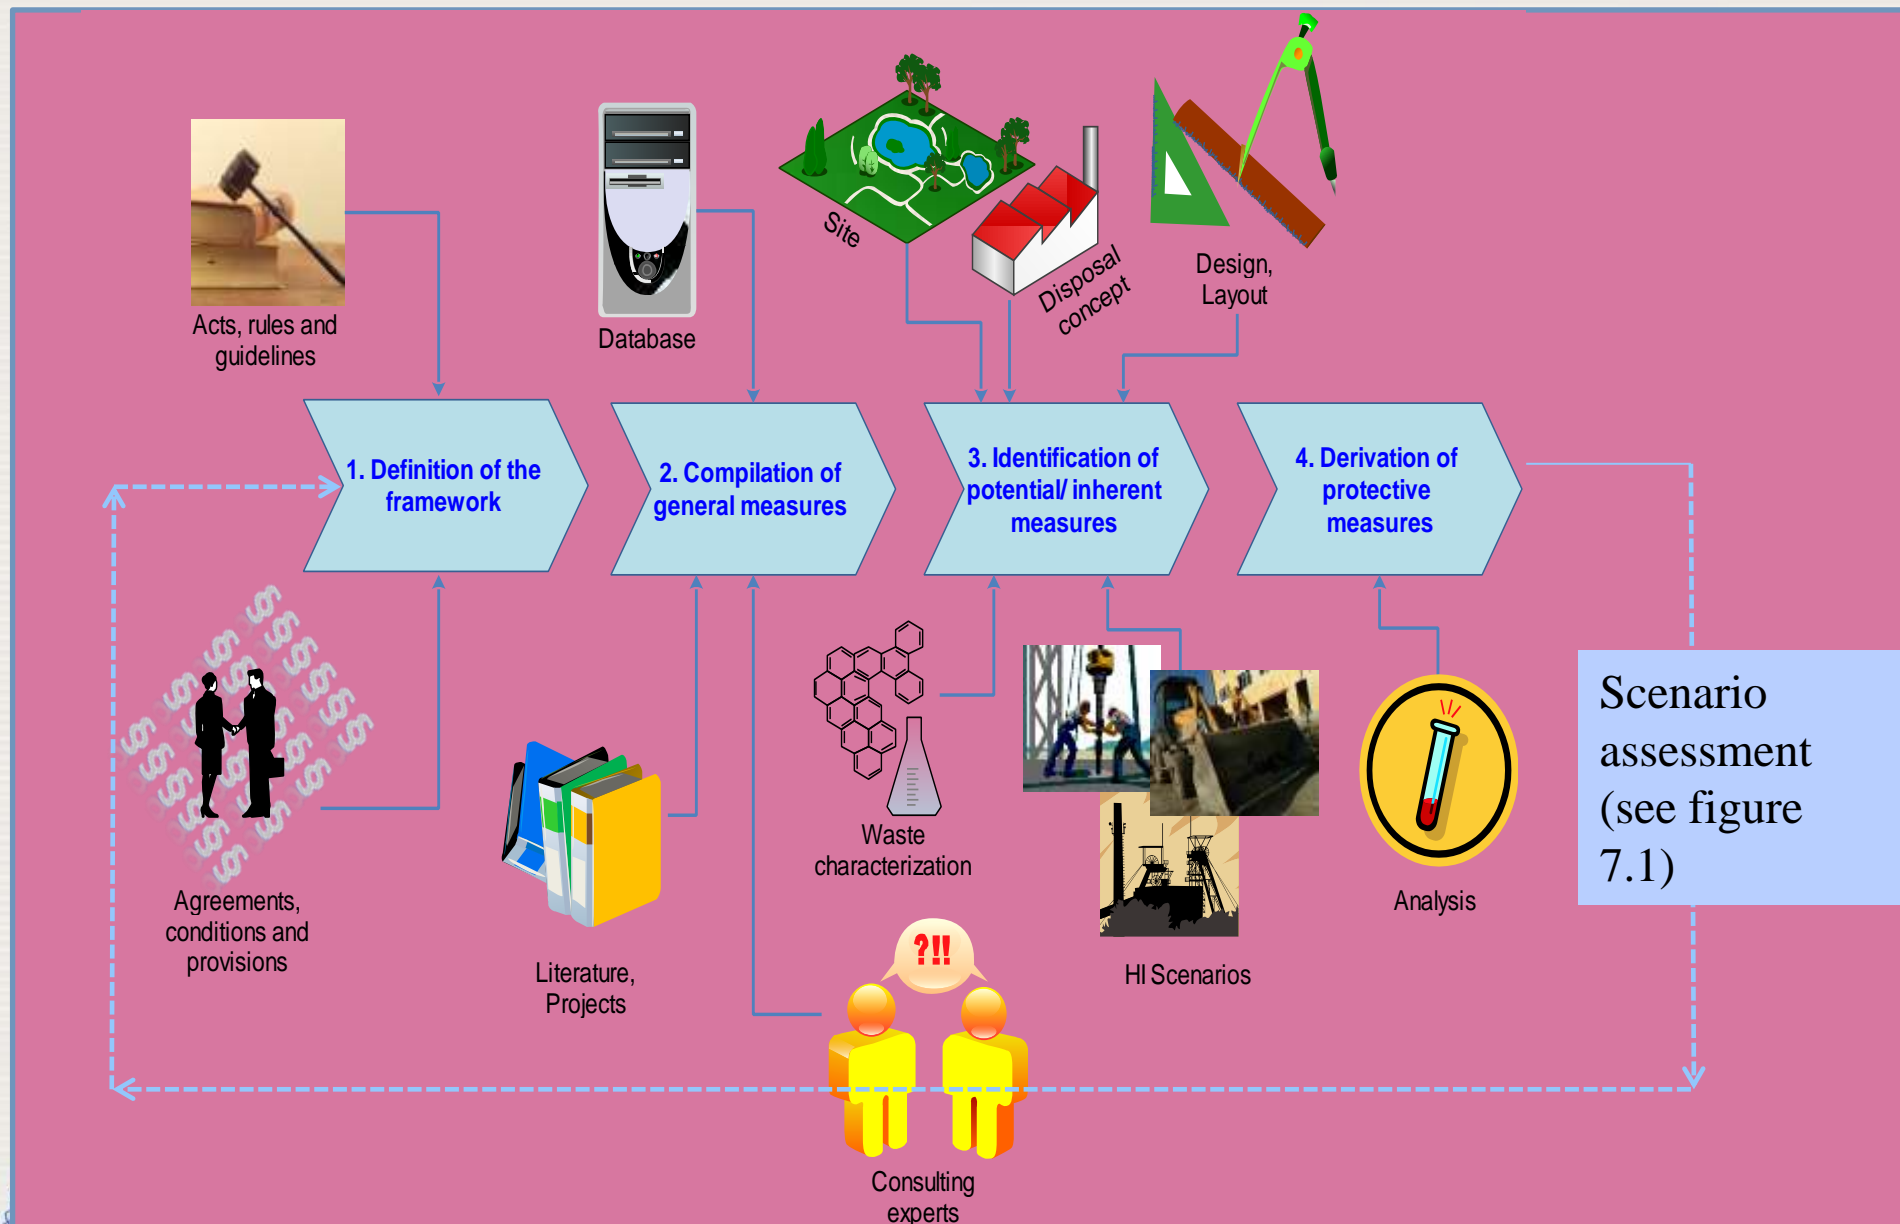 Site
Disposal
concept
Design,
Layout
Acts, rules and
guidelines
Database
1. Definition of the
framework
2. Compilation of
general measures
3. Identification of
potential/ inherent
measures
4. Derivation of
protective
measures
Scenario
assessment
(see figure
7.1)
Waste
characterization
Agreements,
conditions and
provisions
Literature,
Projects
?!!
HI Scenarios
Analysis
Consulting
experts